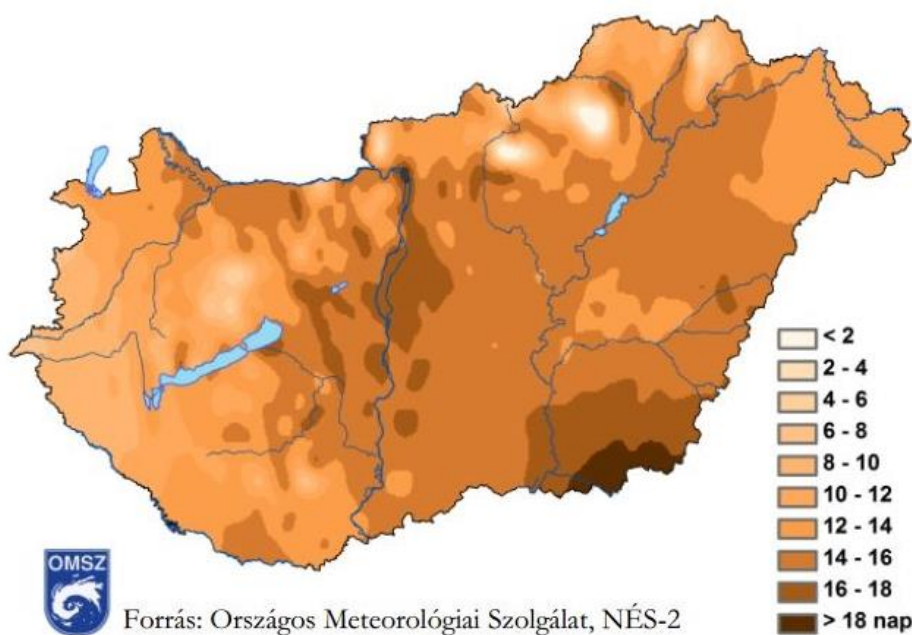 < 2
2 - 4
4 - 6
6 - 8
8 - 10
10 - 12
12 - 14
14 - 16
16 - 18
> 18 nap
OMSZ
Forrás: Országos Meteorológiai Szolgálat, NÉS-2